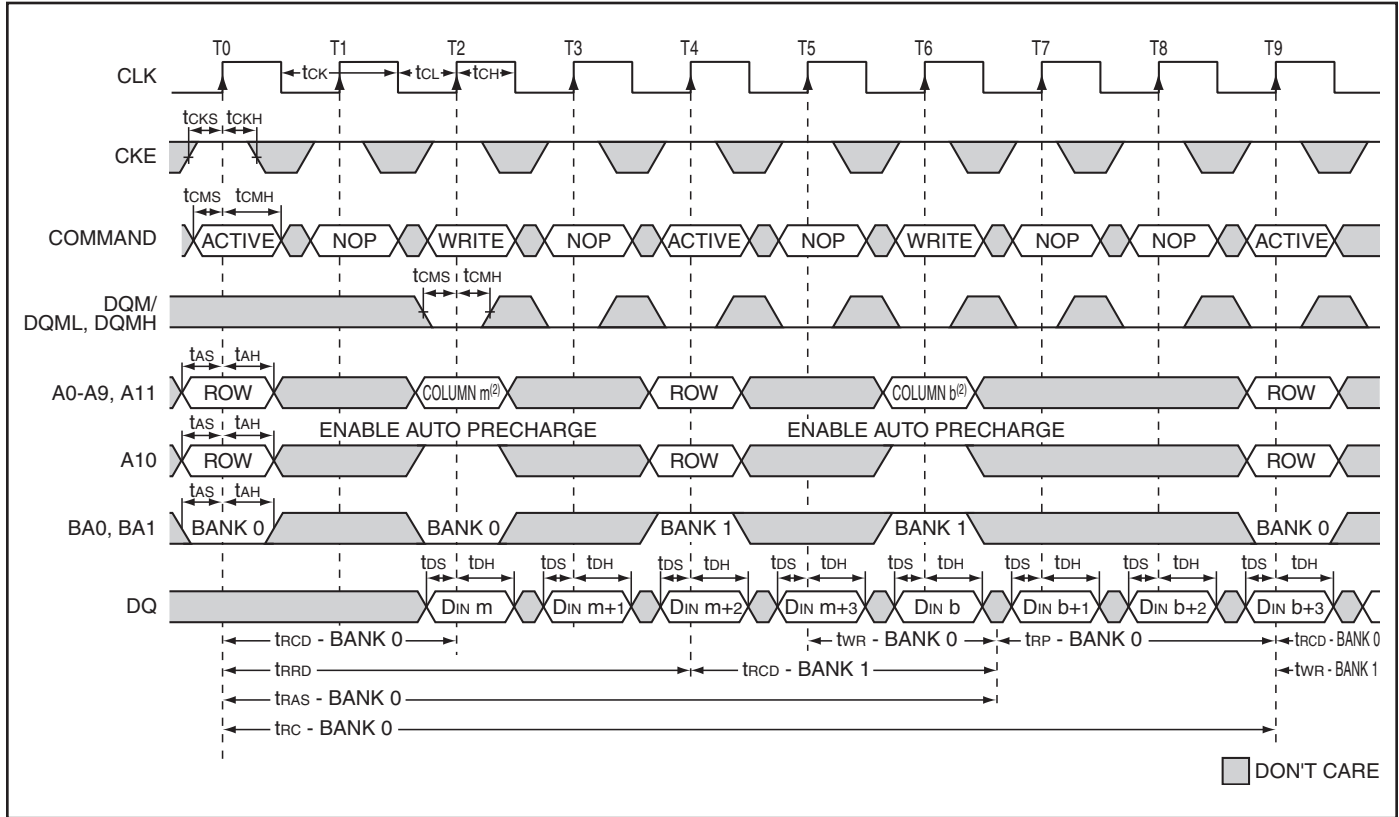 T0 T1 T2 T3 T4 T5 T6 T7 T8 T9
CLK
tCK tCL tCH
tCKS tCKH
CKE
tCMS tCMH
COMMAND
ACTIVE NOP WRITE NOP ACTIVE NOP WRITE NOP NOP ACTIVE
tCMS tCMH
DQM/
DQML, DQMH
tAS tAH
A0-A9, A11
ROW COLUMN m(2) ROW COLUMN b(2) ROW
tAS tAH ENABLE AUTO PRECHARGE ENABLE AUTO PRECHARGE
A10
ROW ROW ROW
tAS tAH
BA0, BA1
BANK 0 BANK 0 BANK 1 BANK 1 BANK 0
tDS tDH tDS tDH tDS tDH tDS tDH tDS tDH tDS tDH tDS tDH tDS tDH
DQ
DIN m DIN m+1 DIN m+2 DIN m+3 DIN b DIN b+1 DIN b+2 DIN b+3
tRCD - BANK 0 tWR - BANK 0 tRP - BANK 0 tRCD - BANK 0
tRRD tRCD - BANK 1 tWR - BANK 1
tRAS - BANK 0
tRC - BANK 0
DON'T CARE